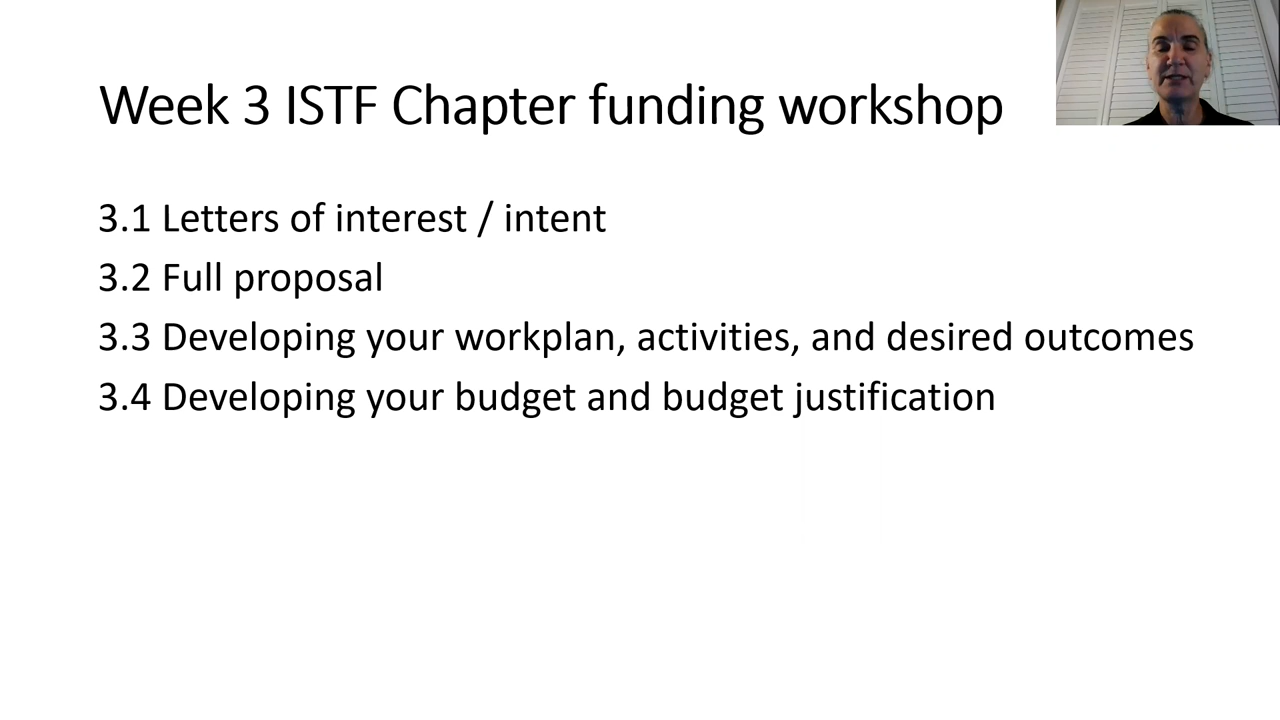 Week 3 ISTF Chapter funding workshop
3.1 Letters of interest / intent
3.2 Full proposal
3.3 Developing your workplan, activities, and desired outcomes
3.4 Developing your budget and budget justification